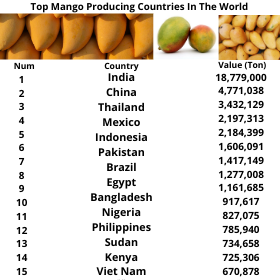 Top Mango Producing Countries In The World
Num Country Value (Ton)
1 India 18,779,000
2 China 4,771,038
3 Thailand 3,432,129
4 Mexico 2,197,313
5 Indonesia 2,184,399
6 Pakistan 1,606,091
7 Brazil 1,417,149
8 Egypt 1,277,008
9 Bangladesh 1,161,685
10 Nigeria 917,617
11 Philippines 827,075
12 Sudan 785,940
13 Kenya 734,658
14 Viet Nam 725,306
15 670,878